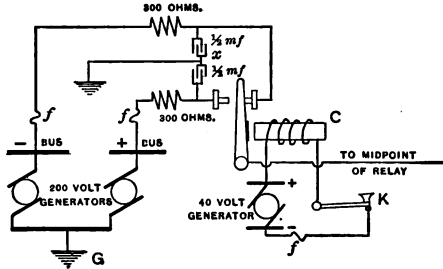 300 OHMS.
½ mf
x
½ mf
300 OHMS.
f
f
− BUS
+ BUS
C
TO MIDPOINT
OF RELAY
200 VOLT
GENERATORS
40 VOLT
GENERATOR
+
−
K
f
G